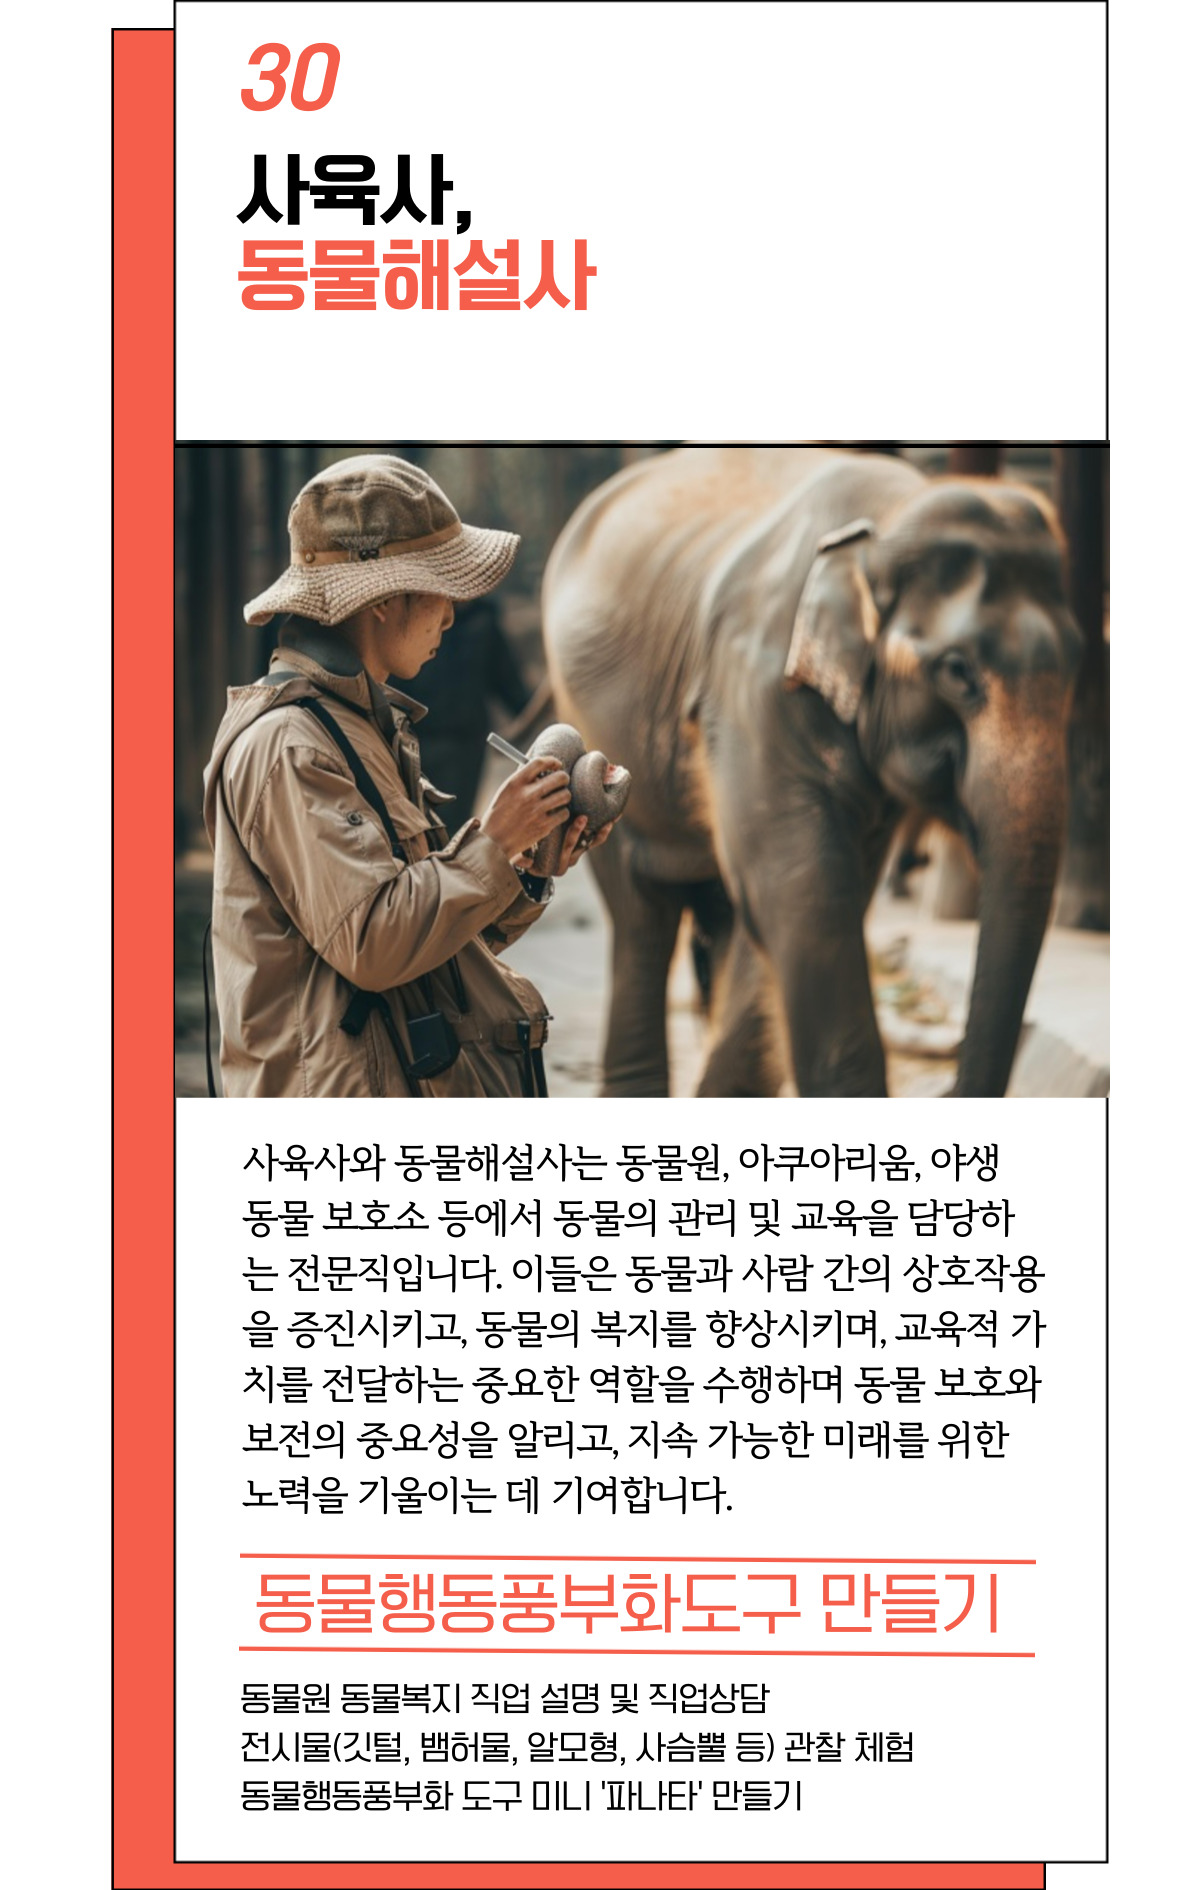 30
사육사,
동물해설사
사육사와 동물해설사는 동물원, 아쿠아리움, 야생
동물 보호소 등에서 동물의 관리 및 교육을 담당하
는 전문직입니다. 이들은 동물과 사람 간의 상호작용
을 증진시키고, 동물의 복지를 향상시키며, 교육적 가
치를 전달하는 중요한 역할을 수행하며 동물 보호와
보전의 중요성을 알리고, 지속 가능한 미래를 위한
노력을 기울이는 데 기여합니다.
동물행동풍부화도구 만들기
동물원 동물복지 직업 설명 및 직업상담
전시물(깃털, 뱀허물, 알모형, 사슴뿔 등) 관찰 체험
동물행동풍부화 도구 미니 '파나타' 만들기